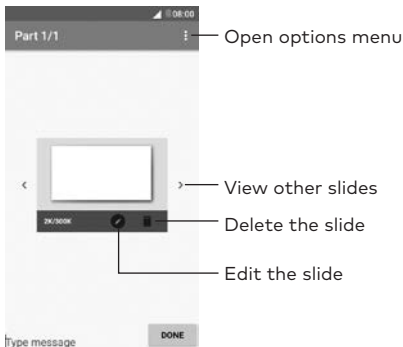 08:00
Part 1/1
Open options menu
View other slides
2K/300K
Delete the slide
Edit the slide
Type message
DONE